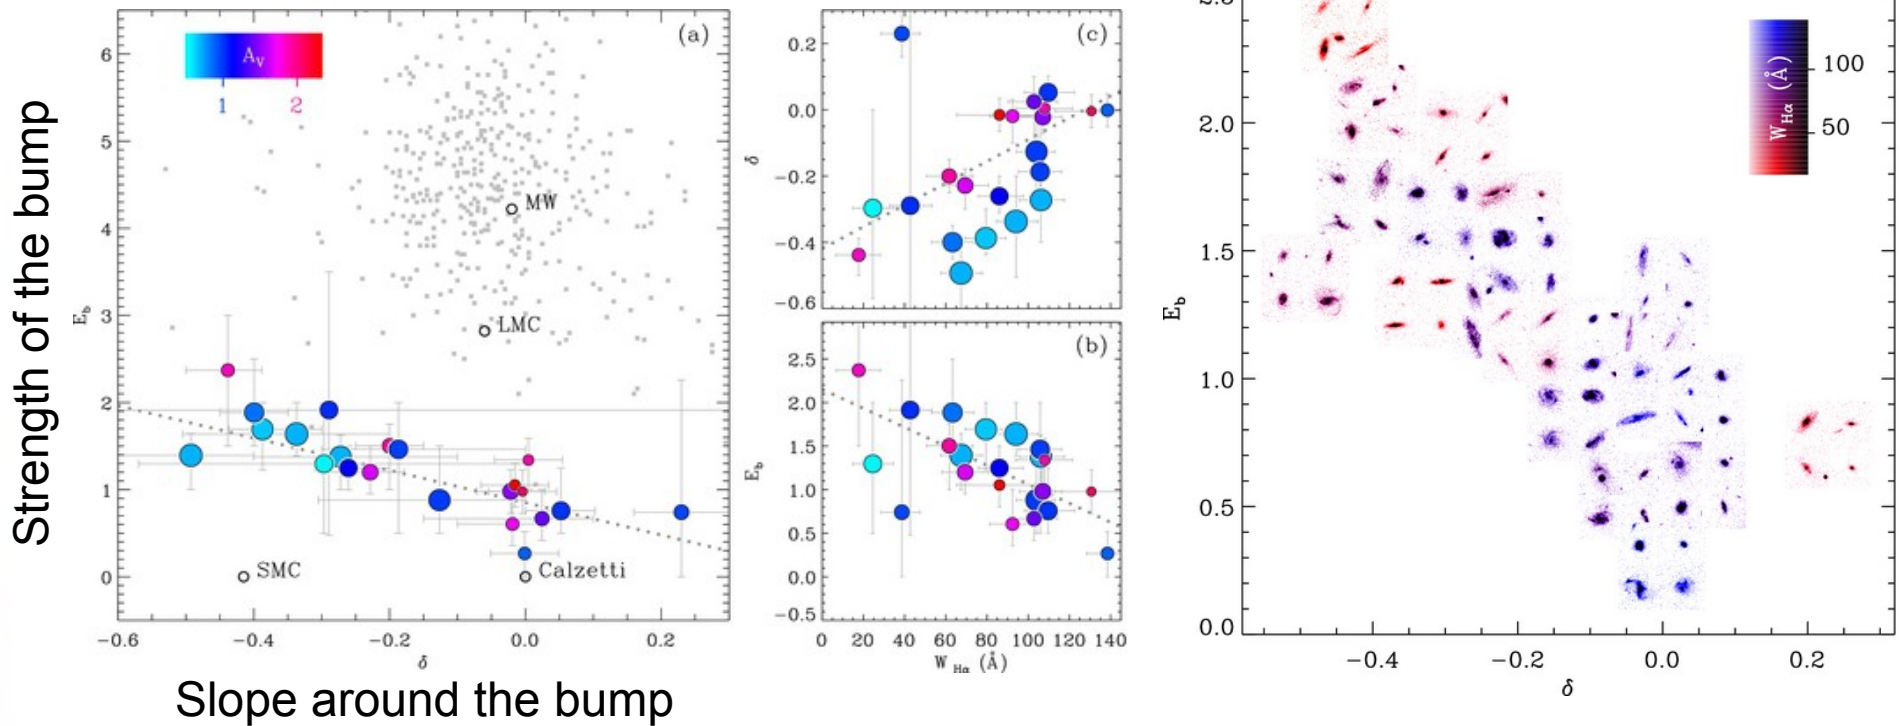 Strength of the bump
E_b
6
5
4
3
2
1
0
A_V
1
2
(a)
MW
LMC
SMC
Calzetti
−0.6
−0.4
−0.2
0.0
0.2
δ
Slope around the bump
(c)
δ
0.2
0.0
−0.2
−0.4
−0.6
(b)
E_b
2.5
2.0
1.5
1.0
0.5
0.0
−0.5
0
20
40
60
80
100
120
140
W_Hα (Å)
E_b
2.5
2.0
1.5
1.0
0.5
0.0
W_Hα (Å)
100
50
−0.4
−0.2
0.0
0.2
δ